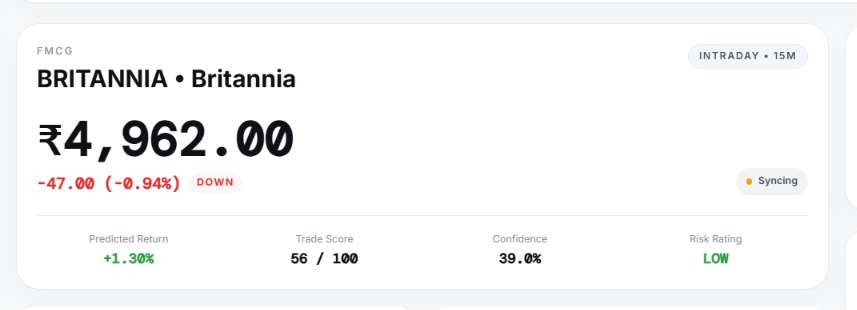 FMCG
INTRADAY • 15M
BRITANNIA • Britannia
₹4,962.00
-47.00 (-0.94%) DOWN
Syncing
Predicted Return Trade Score Confidence Risk Rating
+1.30% 56 / 100 39.0% LOW